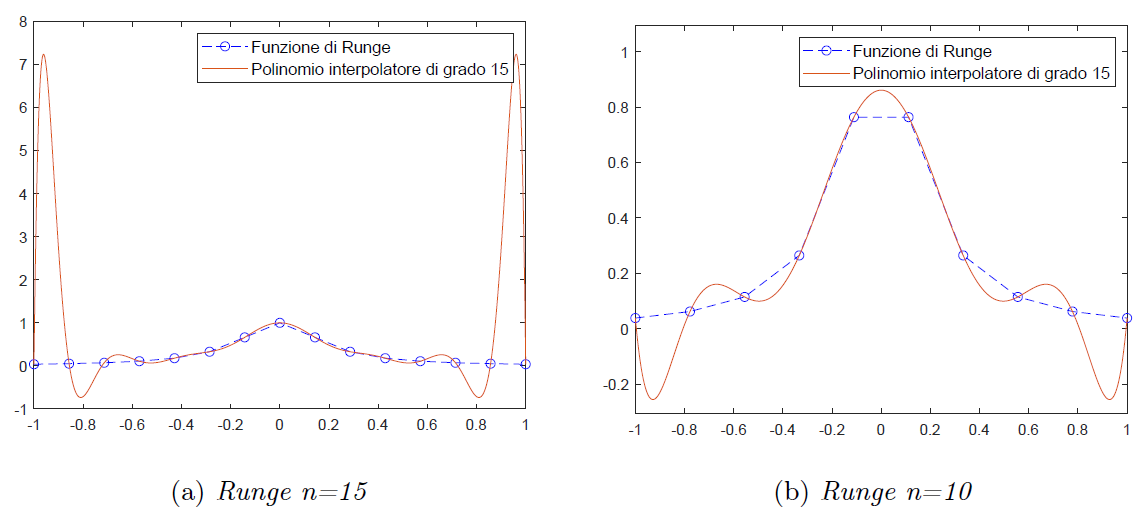 8
7
6
5
4
3
2
1
0
-1
-1 -0.8 -0.6 -0.4 -0.2 0 0.2 0.4 0.6 0.8 1
Funzione di Runge
Polinomio interpolatore di grado 15
(a) Runge n=15
1
0.8
0.6
0.4
0.2
0
-0.2
-1 -0.8 -0.6 -0.4 -0.2 0 0.2 0.4 0.6 0.8 1
Funzione di Runge
Polinomio interpolatore di grado 15
(b) Runge n=10